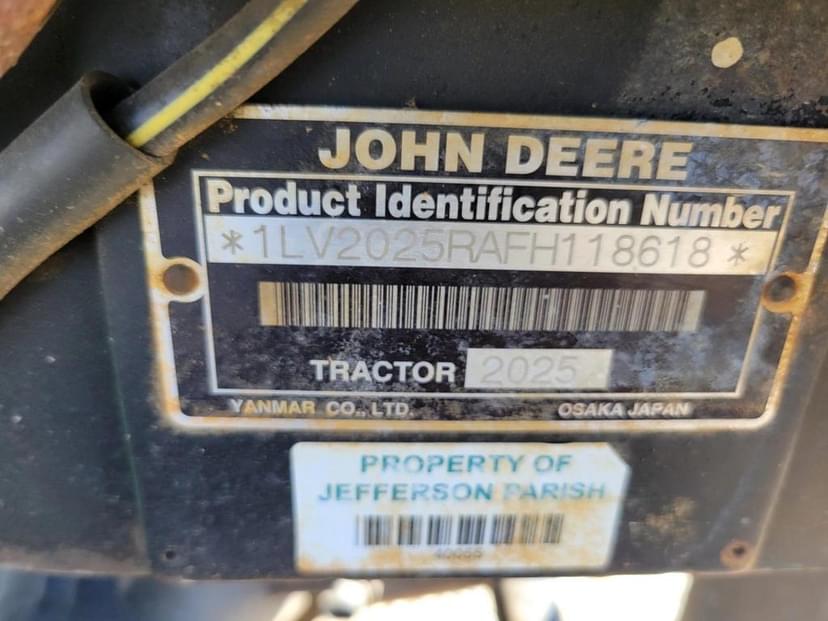 JOHN DEERE
Product Identification Number
*1LV2025RAFH118618*
TRACTOR 2025
YANMAR CO., LTD. OSAKA JAPAN
PROPERTY OF
JEFFERSON PARISH